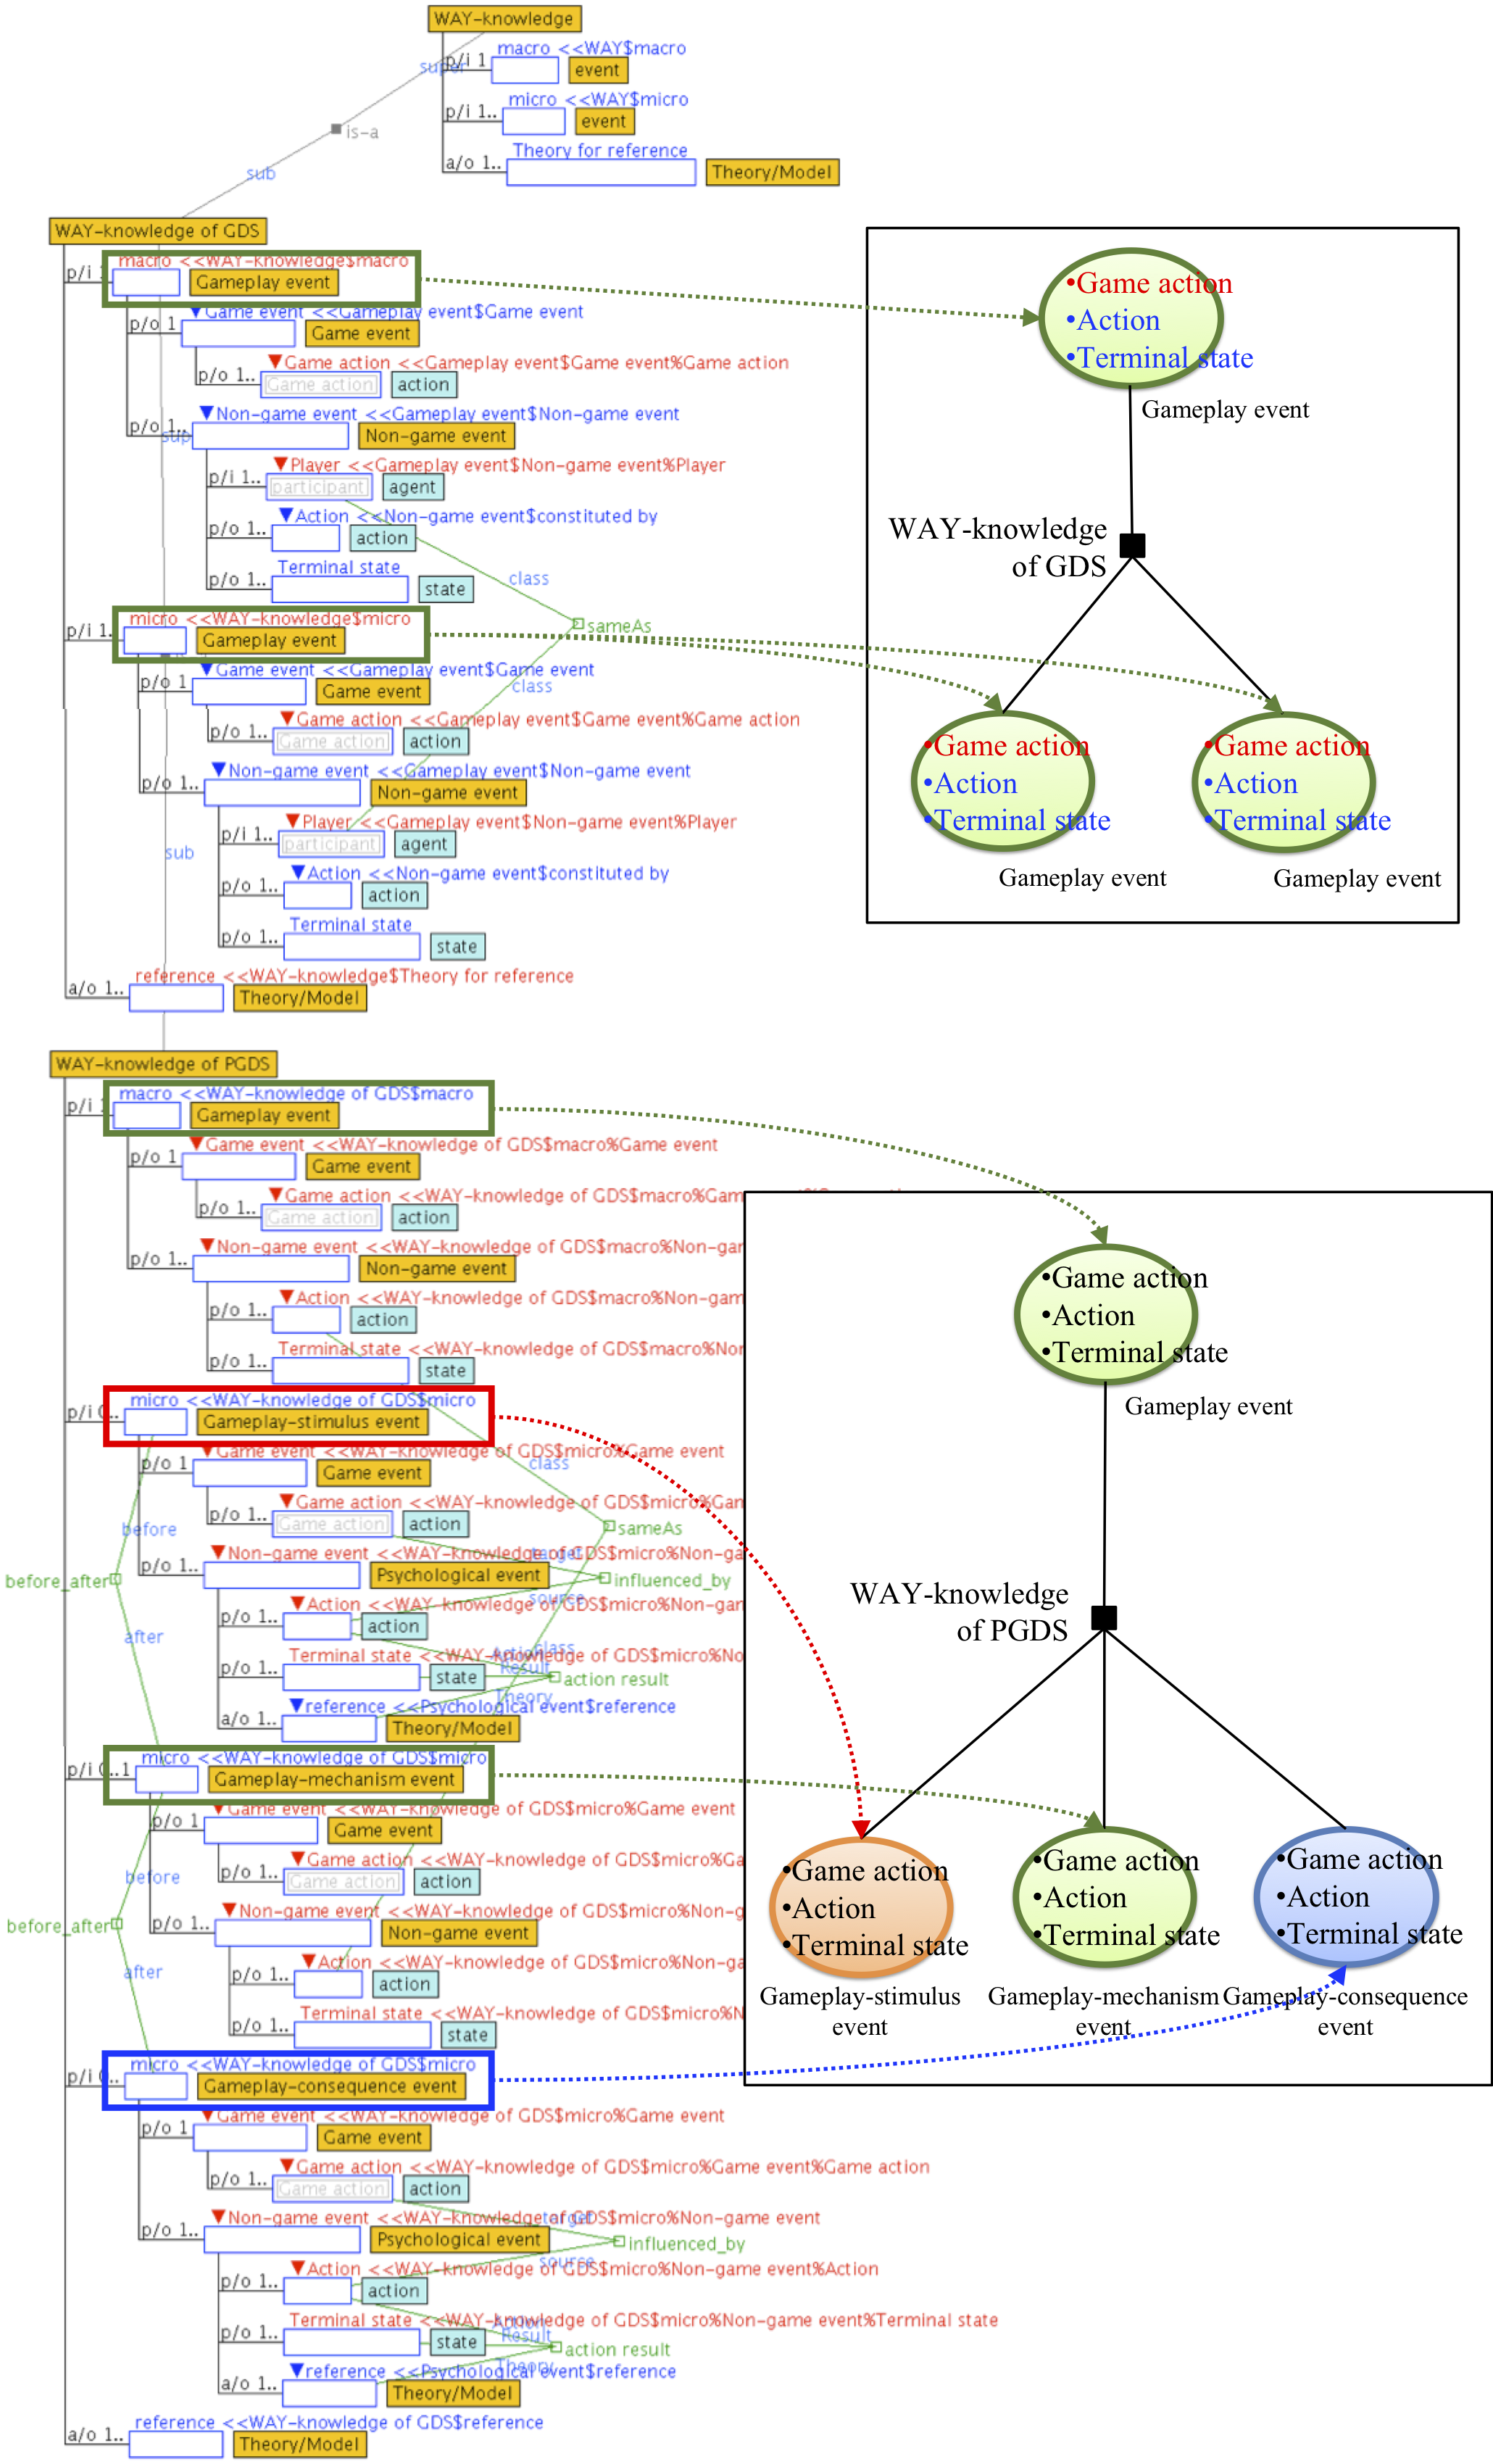 WAY-knowledge
macro <<WAY$macro
p/i 1
event
super
micro <<WAY$micro
p/i 1..
event
is-a
Theory for reference
a/o 1..
Theory/Model
sub
WAY-knowledge of GDS
macro <<WAY-knowledge$macro
p/i 1
Gameplay event
Game event <<Gameplay event$Game event
p/o 1
Game event
Game action <<Gameplay event$Game event%Game action
p/o 1..
Game action
action
Non-game event <<Gameplay event$Non-game event
p/o 1..
Non-game event
Player <<Gameplay event$Non-game event%Player
p/i 1..
participant
agent
Action <<Non-game event$constituted by
p/o 1..
action
Terminal state
class
p/o 1..
state
micro <<WAY-knowledge$micro
sameAs
p/i 1..
Gameplay event
Game event <<Gameplay event$Game event
p/o 1
Game event
class
Game action <<Gameplay event$Game event%Game action
p/o 1..
Game action
action
Non-game event <<Gameplay event$Non-game event
p/o 1..
Non-game event
Player <<Gameplay event$Non-game event%Player
p/i 1..
participant
agent
sub
Action <<Non-game event$constituted by
p/o 1..
action
Terminal state
p/o 1..
state
reference <<WAY-knowledge$Theory for reference
a/o 1..
Theory/Model
•Game action
•Action
•Terminal state
Gameplay event
WAY-knowledge
of GDS
•Game action
•Action
•Terminal state
Gameplay event
•Game action
•Action
•Terminal state
Gameplay event
WAY-knowledge of PGDS
macro <<WAY-knowledge of GDS$macro
p/i 1
Gameplay event
Game event <<WAY-knowledge of GDS$macro%Game event
p/o 1
Game event
Game action <<WAY-knowledge of GDS$macro%Gam
p/o 1..
Game action
action
Non-game event <<WAY-knowledge of GDS$macro%Non-gar
p/o 1..
Non-game event
Action <<WAY-knowledge of GDS$macro%Non-gam
p/o 1..
action
Terminal state <<WAY-knowledge of GDS$macro%Nor
p/o 1..
state
micro <<WAY-knowledge of GDS$micro
p/i 0..
Gameplay-stimulus event
Game event <<WAY-knowledge of GDS$micro%Game event
p/o 1
Game event
class
Game action <<WAY-knowledge of GDS$micro%Gan
p/o 1..
Game action
action
sameAs
before
Non-game event <<WAY-knowledge of GDS$micro%Non-ga
target
p/o 1..
Psychological event
influenced_by
before_after
source
Action <<WAY-knowledge of GDS$micro%Non-gar
p/o 1..
action
after
Terminal state <<WAY-knowledge of GDS$micro%No
class
Action
Result
p/o 1..
state
action result
Theory
reference <<Psychological event$reference
a/o 1..
Theory/Model
micro <<WAY-knowledge of GDS$micro
p/i 0..1
Gameplay-mechanism event
Game event <<WAY-knowledge of GDS$micro%Game event
p/o 1
Game event
Game action <<WAY-knowledge of GDS$micro%Ga
before
p/o 1..
Game action
action
Non-game event <<WAY-knowledge of GDS$micro%Non-g
before_after
p/o 1..
Non-game event
Action <<WAY-knowledge of GDS$micro%Non-gar
after
p/o 1..
action
Terminal state <<WAY-knowledge of GDS$micro%N
p/o 1..
state
micro <<WAY-knowledge of GDS$micro
p/i 0..
Gameplay-consequence event
Game event <<WAY-knowledge of GDS$micro%Game event
p/o 1
Game event
Game action <<WAY-knowledge of GDS$micro%Game event%Game action
p/o 1..
Game action
action
Non-game event <<WAY-knowledge of GDS$micro%Non-game event
target
p/o 1..
Psychological event
influenced_by
source
Action <<WAY-knowledge of GDS$micro%Non-game event%Action
p/o 1..
action
Terminal state <<WAY-knowledge of GDS$micro%Non-game event%Terminal state
Action
Result
p/o 1..
state
action result
Theory
reference <<Psychological event$reference
a/o 1..
Theory/Model
reference <<WAY-knowledge of GDS$reference
a/o 1..
Theory/Model
•Game action
•Action
•Terminal state
Gameplay event
WAY-knowledge
of PGDS
•Game action
•Action
•Terminal state
Gameplay-stimulus
event
•Game action
•Action
•Terminal state
Gameplay-mechanism
event
•Game action
•Action
•Terminal state
Gameplay-consequence
event